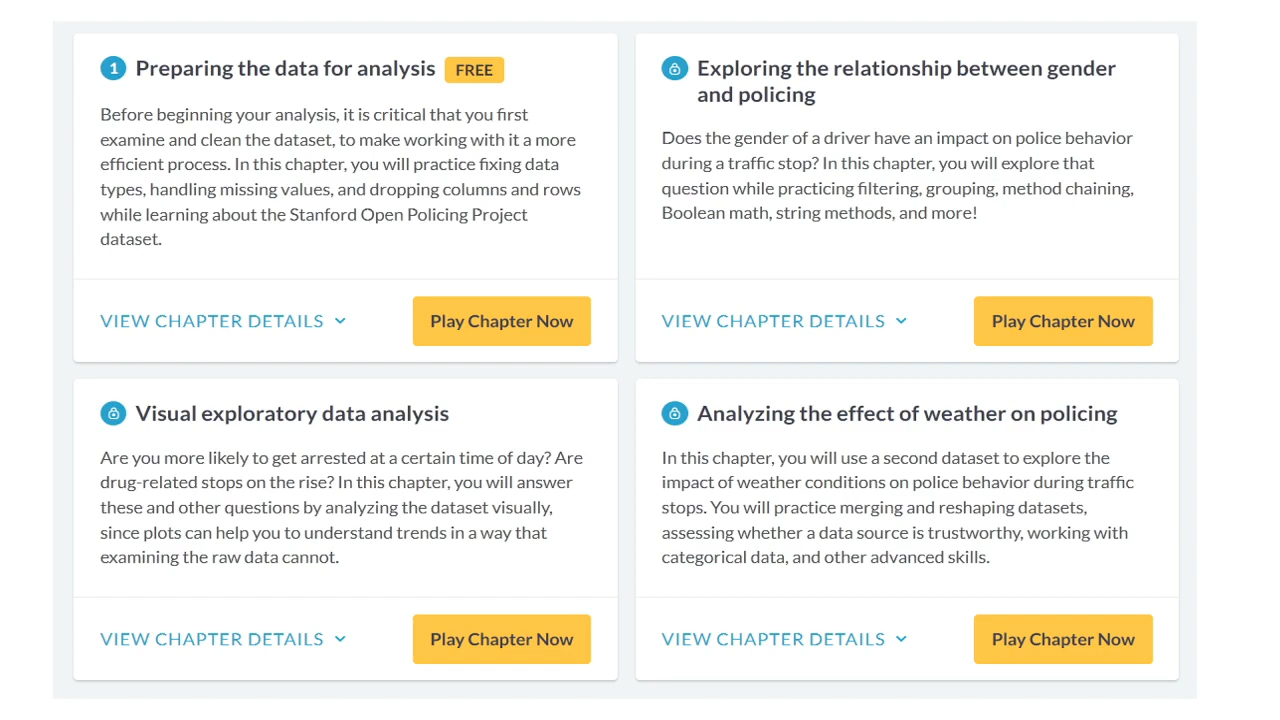 1 Preparing the data for analysis FREE
Before beginning your analysis, it is critical that you first
examine and clean the dataset, to make working with it a more
efficient process. In this chapter, you will practice fixing data
types, handling missing values, and dropping columns and rows
while learning about the Stanford Open Policing Project
dataset.
VIEW CHAPTER DETAILS
Play Chapter Now
Exploring the relationship between gender
and policing
Does the gender of a driver have an impact on police behavior
during a traffic stop? In this chapter, you will explore that
question while practicing filtering, grouping, method chaining,
Boolean math, string methods, and more!
VIEW CHAPTER DETAILS
Play Chapter Now
Visual exploratory data analysis
Are you more likely to get arrested at a certain time of day? Are
drug-related stops on the rise? In this chapter, you will answer
these and other questions by analyzing the dataset visually,
since plots can help you to understand trends in a way that
examining the raw data cannot.
VIEW CHAPTER DETAILS
Play Chapter Now
Analyzing the effect of weather on policing
In this chapter, you will use a second dataset to explore the
impact of weather conditions on police behavior during traffic
stops. You will practice merging and reshaping datasets,
assessing whether a data source is trustworthy, working with
categorical data, and other advanced skills.
VIEW CHAPTER DETAILS
Play Chapter Now